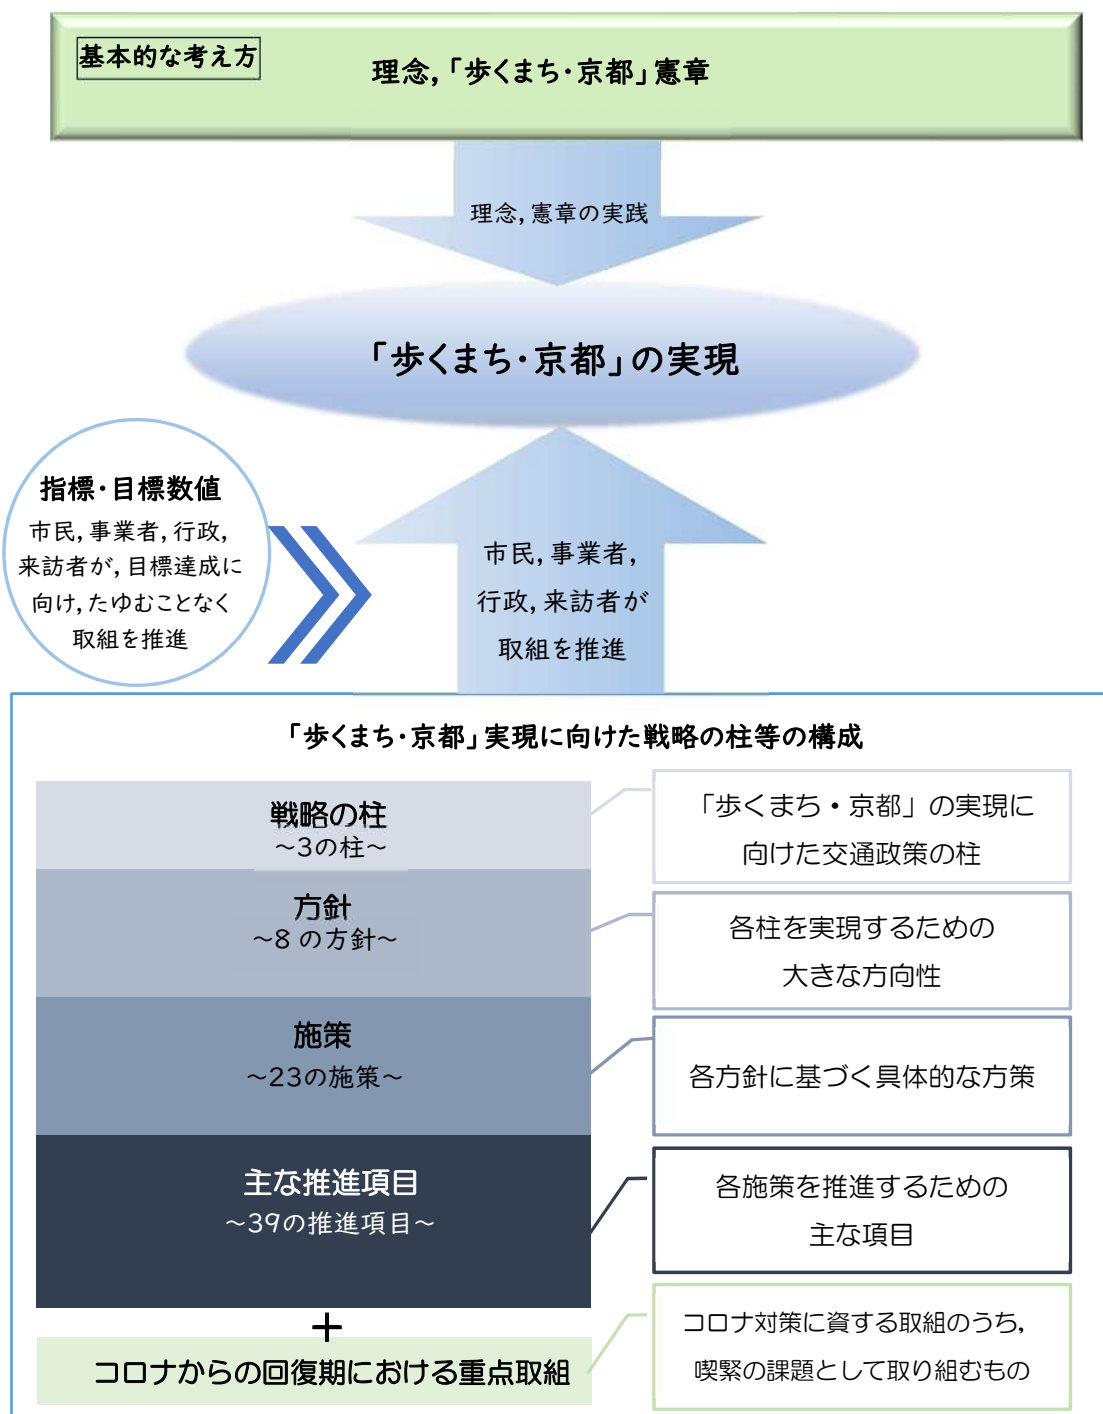 基本的な考え方
理念，「歩くまち・京都」憲章
理念，憲章の実践
「歩くまち・京都」の実現
指標・目標数値
市民，事業者，行政，
来訪者が，目標達成に
向け，たゆむことなく
取組を推進
市民，事業者，
行政，来訪者が
取組を推進
「歩くまち・京都」実現に向けた戦略の柱等の構成
戦略の柱
～3の柱～
「歩くまち・京都」の実現に
向けた交通政策の柱
方針
～8の方針～
各柱を実現するための
大きな方向性
施策
～23の施策～
各方針に基づく具体的な方策
主な推進項目
～39の推進項目～
各施策を推進するための
主な項目
＋
コロナからの回復期における重点取組
コロナ対策に資する取組のうち，
喫緊の課題として取り組むもの